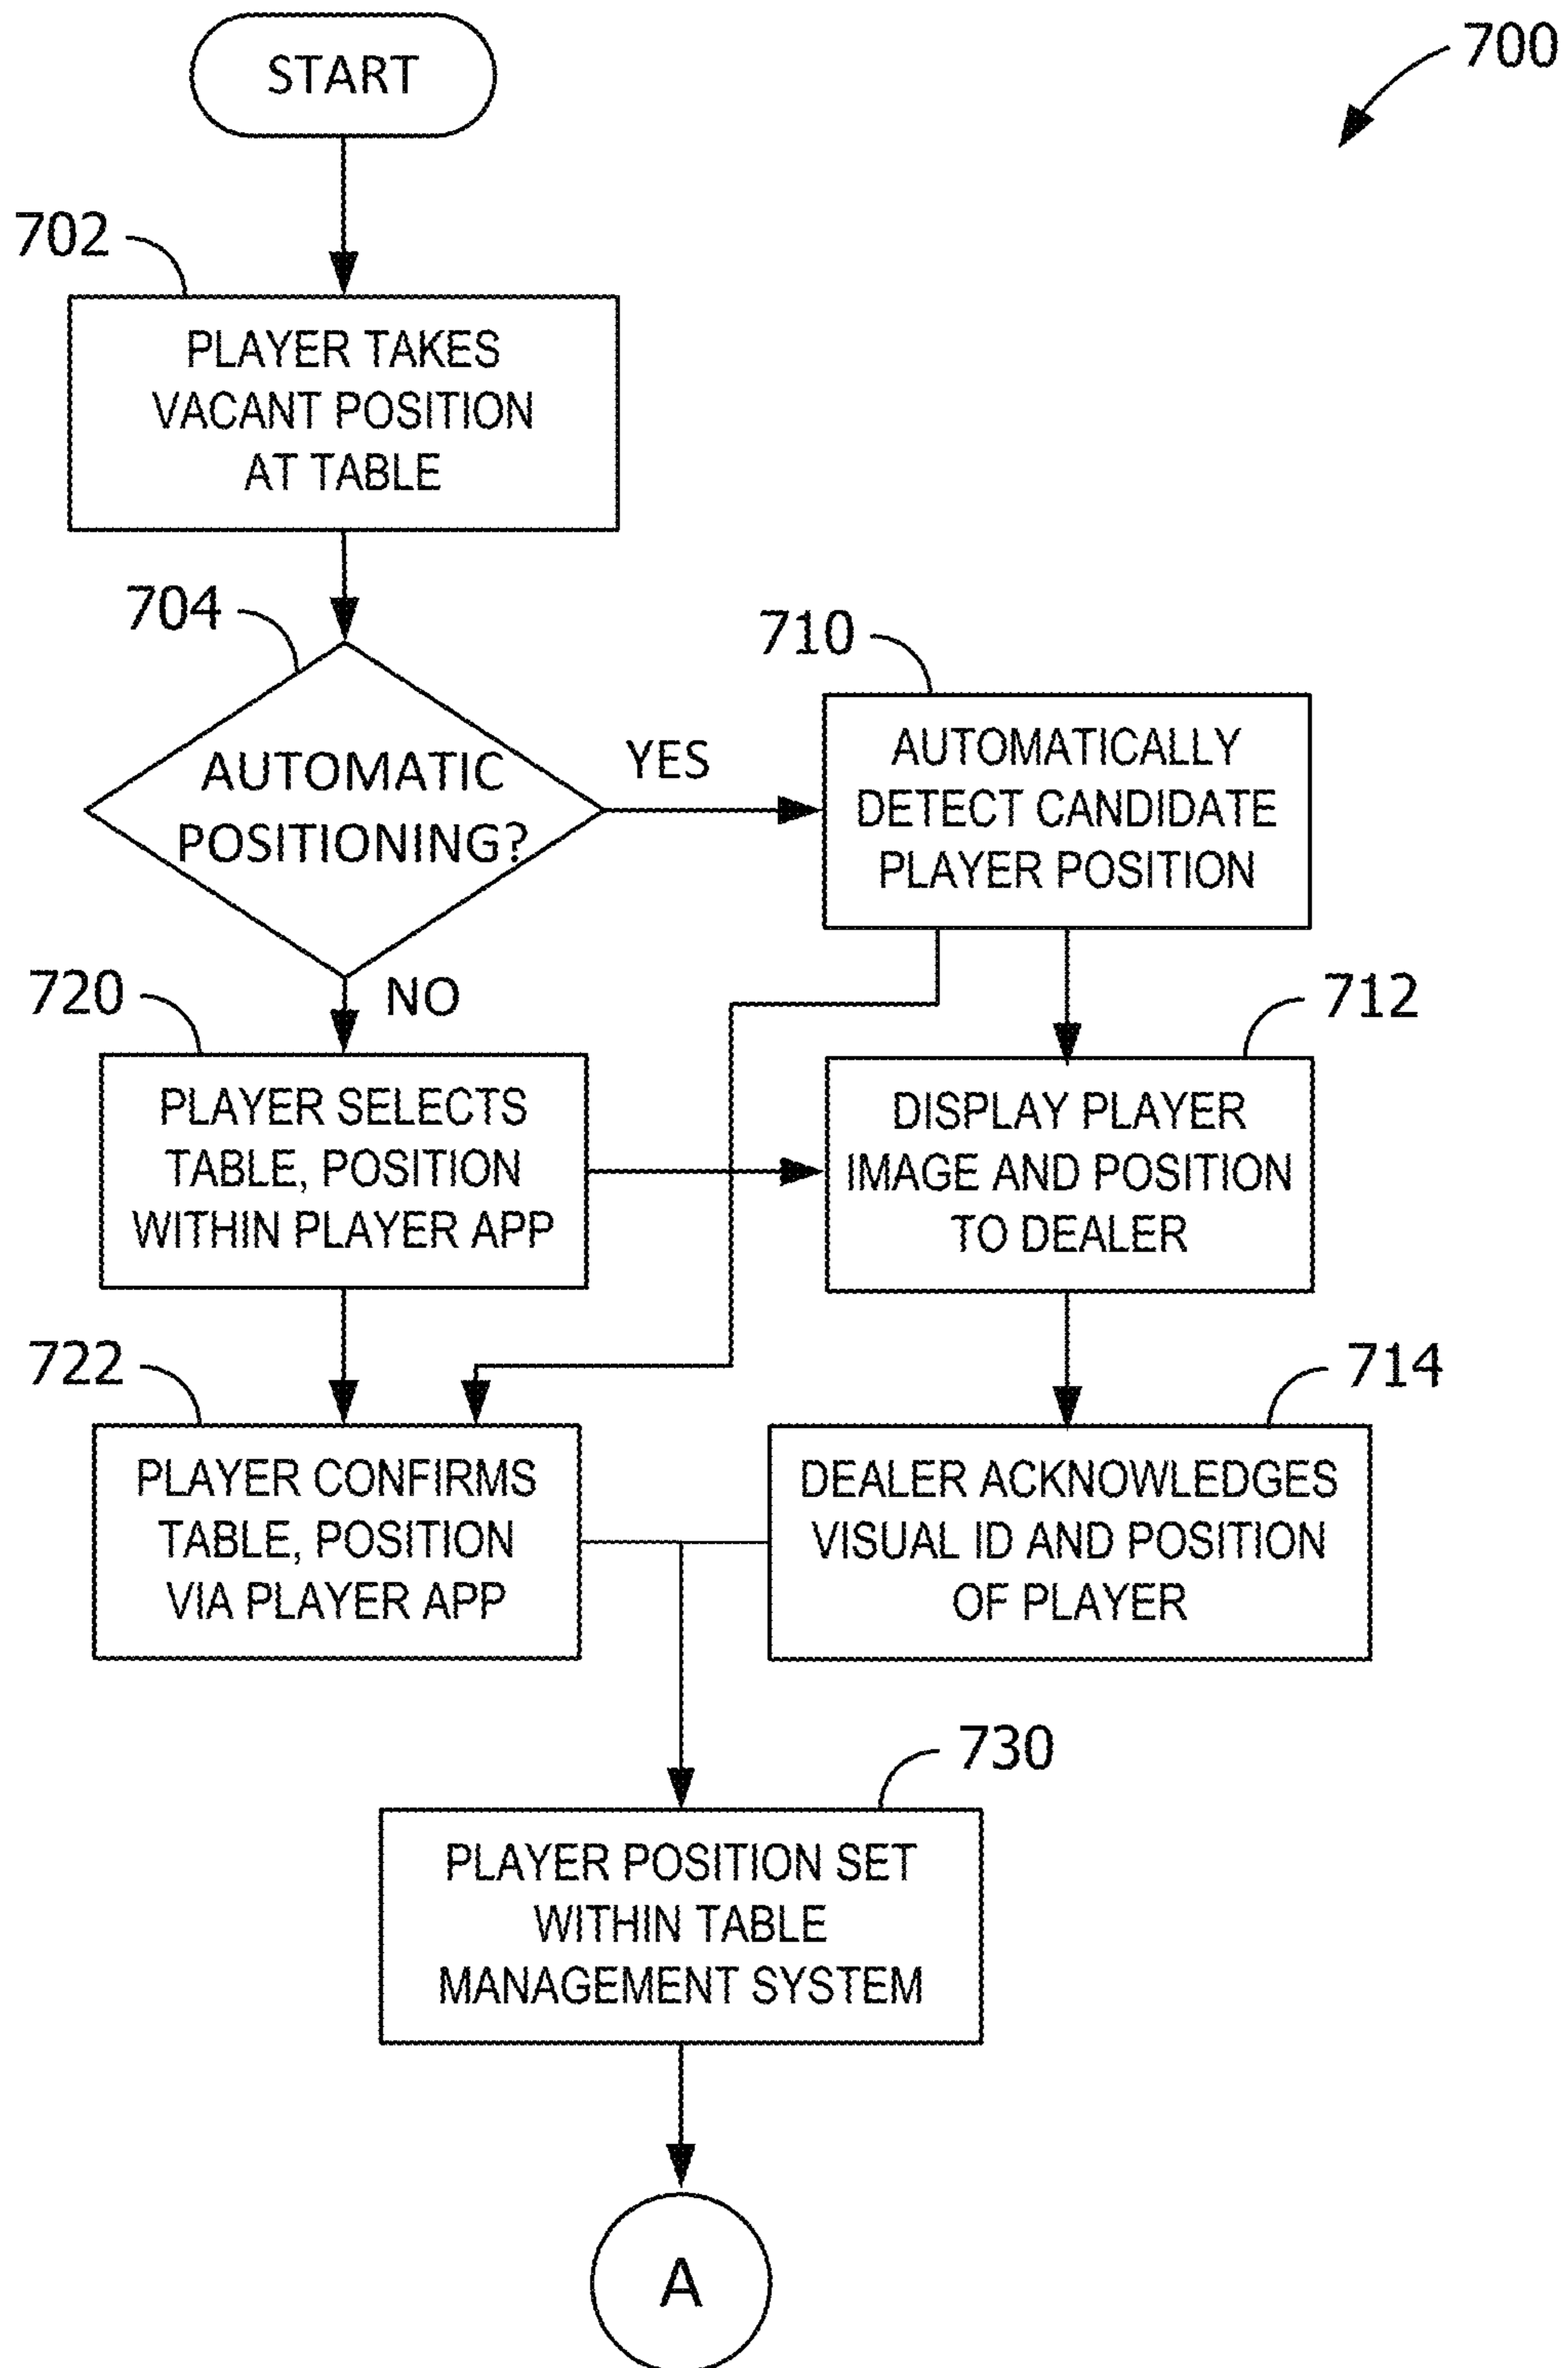 START
700
702
PLAYER TAKES
VACANT POSITION
AT TABLE
704
AUTOMATIC
POSITIONING?
YES
NO
710
AUTOMATICALLY
DETECT CANDIDATE
PLAYER POSITION
720
PLAYER SELECTS
TABLE, POSITION
WITHIN PLAYER APP
712
DISPLAY PLAYER
IMAGE AND POSITION
TO DEALER
722
PLAYER CONFIRMS
TABLE, POSITION
VIA PLAYER APP
714
DEALER ACKNOWLEDGES
VISUAL ID AND POSITION
OF PLAYER
730
PLAYER POSITION SET
WITHIN TABLE
MANAGEMENT SYSTEM
A